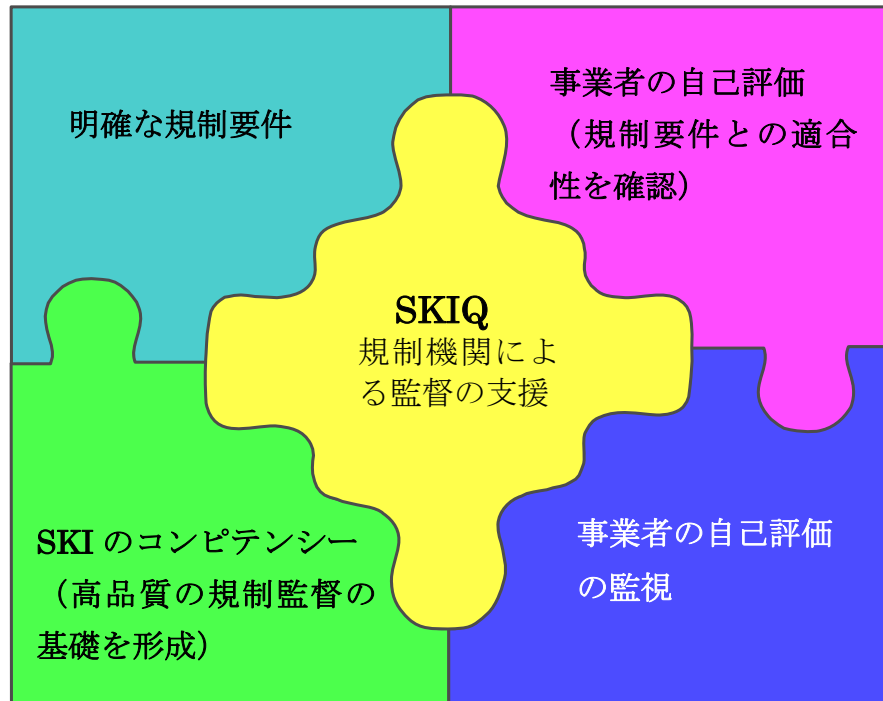 明確な規制要件
事業者の自己評価
（規制要件との適合
性を確認）
SKIQ
規制機関によ
る監督の支援
SKI のコンピテンシー
（高品質の規制監督の
基礎を形成）
事業者の自己評価
の監視